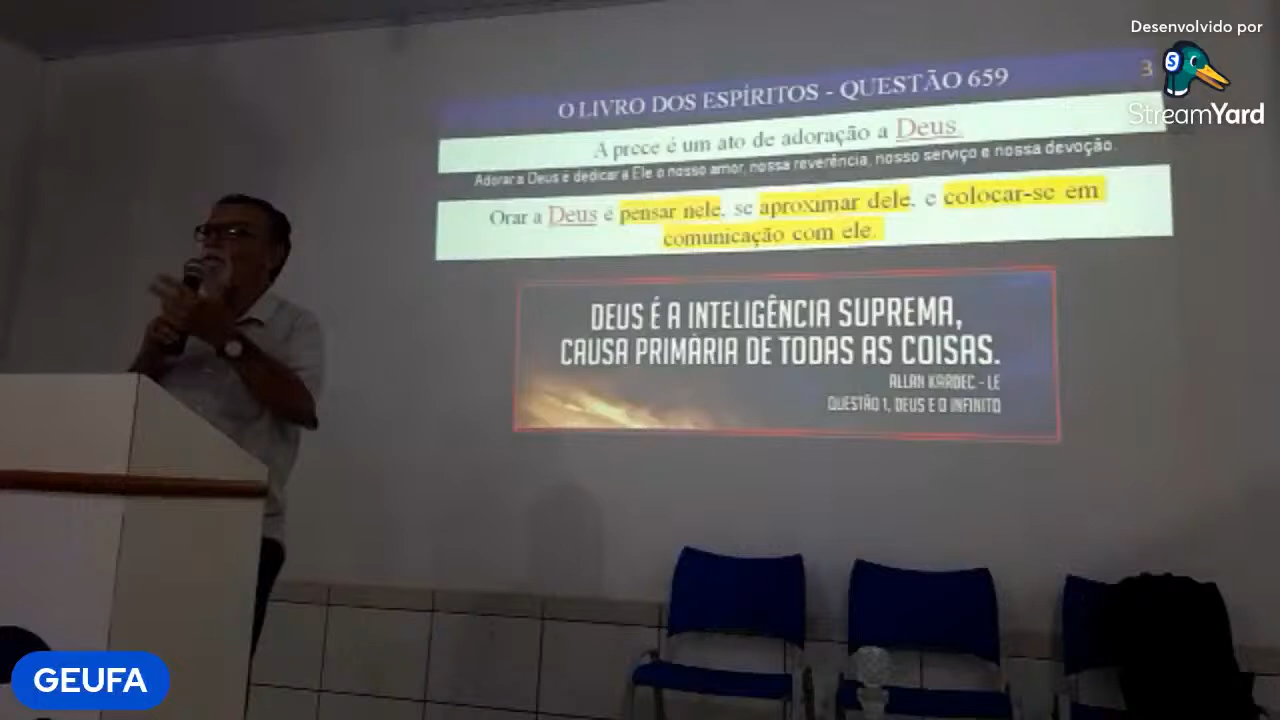 Desenvolvido por
StreamYard
3
O LIVRO DOS ESPÍRITOS - QUESTÃO 659
A prece é um ato de adoração a Deus.
Adorar a Deus é dedicar a Ele o nosso amor, nossa reverência, nosso serviço e nossa devoção.
Orar a Deus é pensar nele, se aproximar dele, e colocar-se em
comunicação com ele.
DEUS É A INTELIGÊNCIA SUPREMA,
CAUSA PRIMÁRIA DE TODAS AS COISAS.
ALLAN KARDEC - LE
QUESTÃO 1, DEUS E O INFINITO
GEUFA